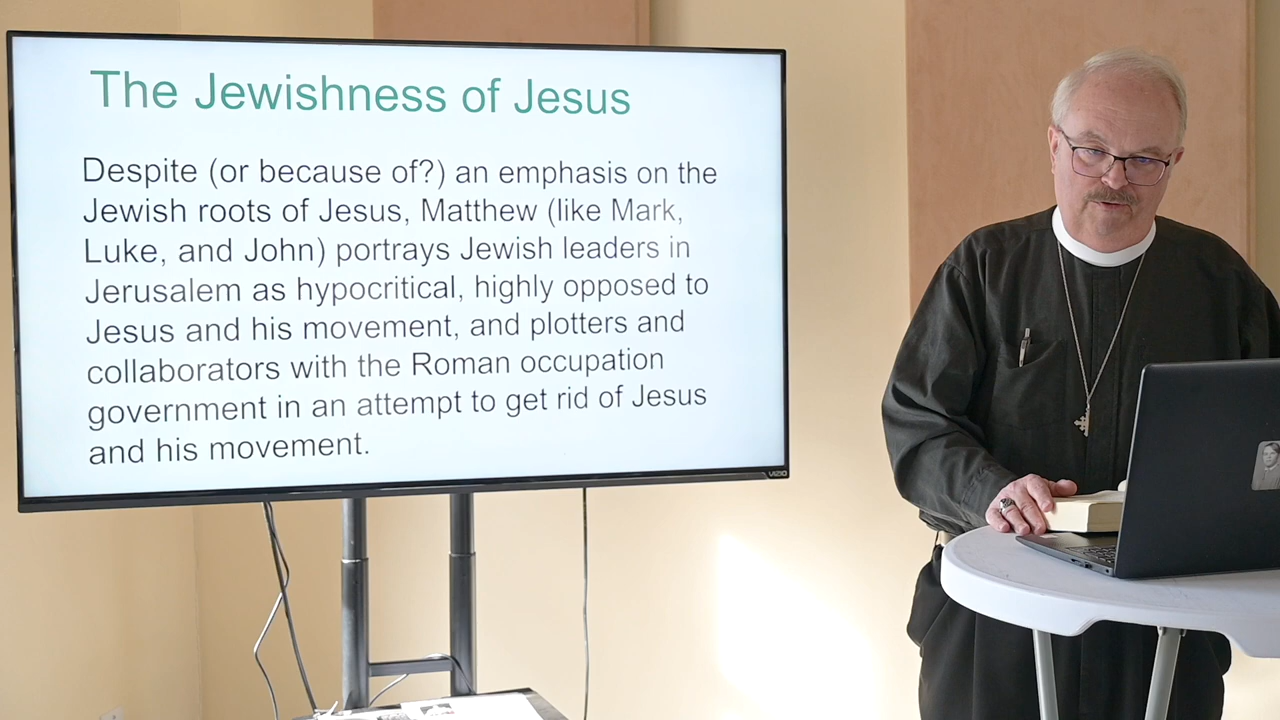 The Jewishness of Jesus
Despite (or because of?) an emphasis on the
Jewish roots of Jesus, Matthew (like Mark,
Luke, and John) portrays Jewish leaders in
Jerusalem as hypocritical, highly opposed to
Jesus and his movement, and plotters and
collaborators with the Roman occupation
government in an attempt to get rid of Jesus
and his movement.
VIZIO